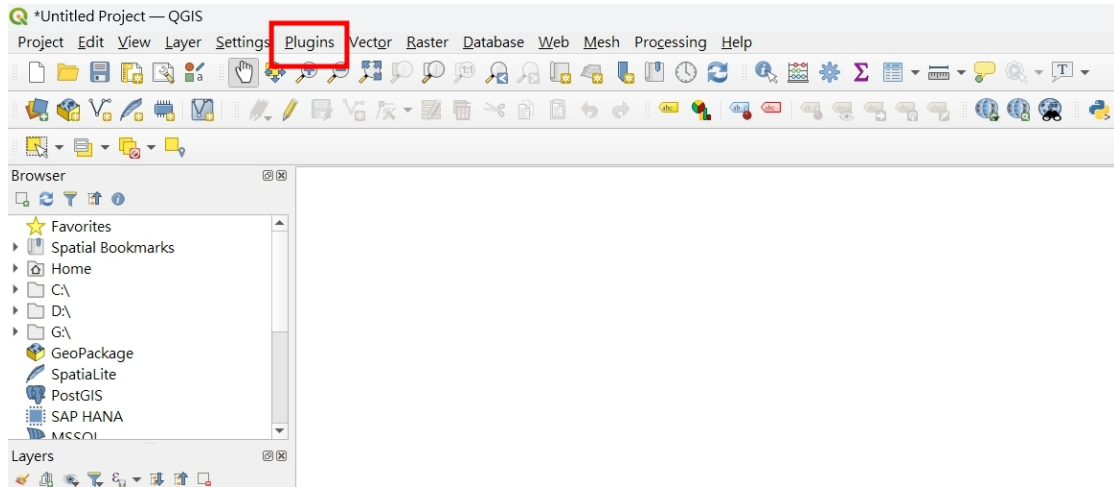 *Untitled Project — QGIS
Project Edit View Layer Settings Plugins Vector Raster Database Web Mesh Processing Help
Browser
Favorites
Spatial Bookmarks
Home
C:\
D:\
G:\
GeoPackage
SpatiaLite
PostGIS
SAP HANA
MSSQL
Layers